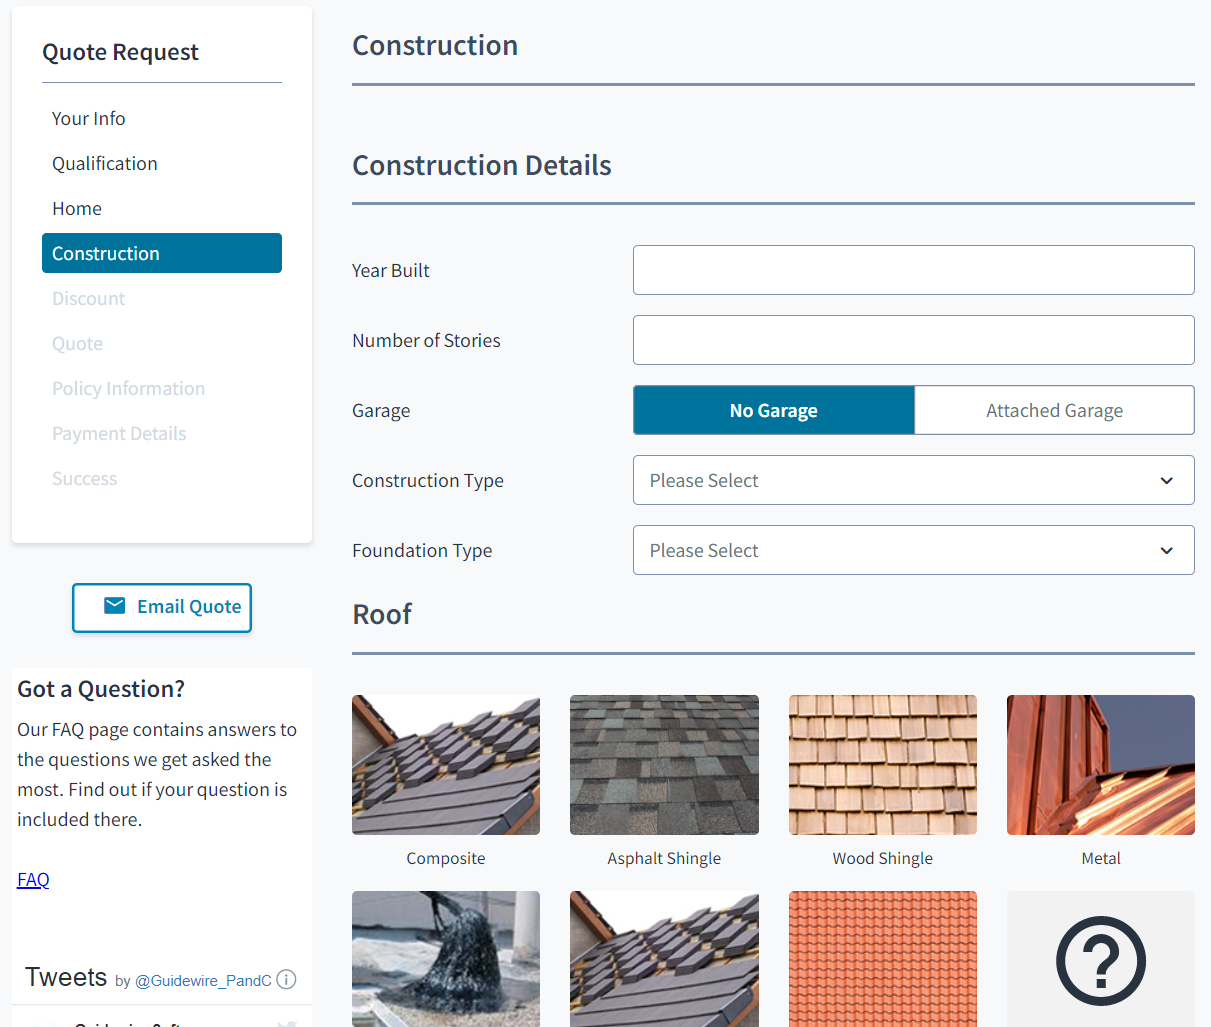 Quote Request
Your Info
Qualification
Home
Construction
Discount
Quote
Policy Information
Payment Details
Success
Email Quote
Got a Question?
Our FAQ page contains answers to
the questions we get asked the
most. Find out if your question is
included there.
FAQ
Tweets by @Guidewire_PandC
Construction
Construction Details
Year Built
Number of Stories
Garage No Garage Attached Garage
Construction Type Please Select
Foundation Type Please Select
Roof
Composite Asphalt Shingle Wood Shingle Metal